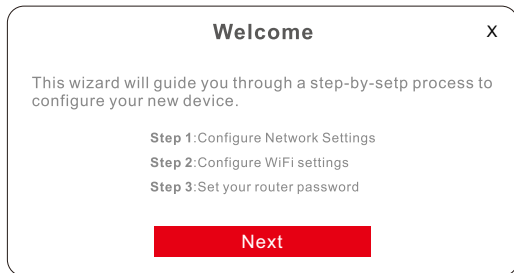 Welcome
x
This wizard will guide you through a step-by-setp process to
configure your new device.
Step 1:Configure Network Settings
Step 2:Configure WiFi settings
Step 3:Set your router password
Next